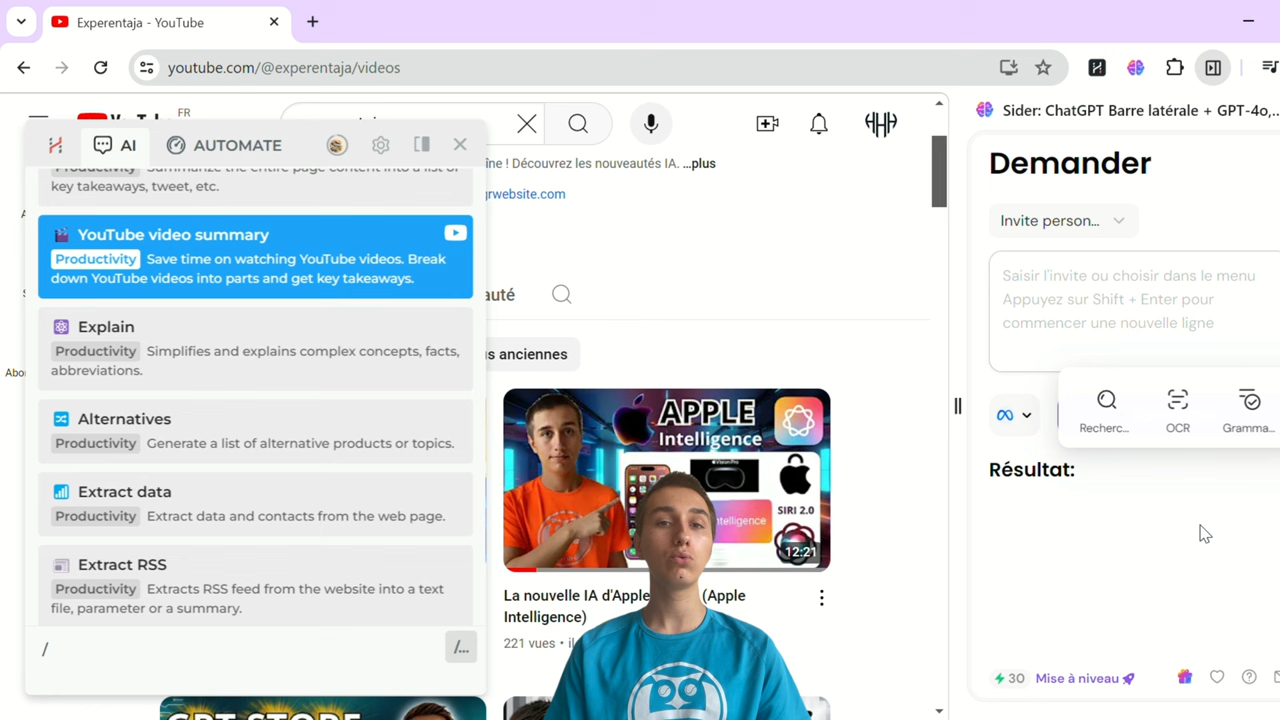 Experentaja - YouTube
youtube.com/@experentaja/videos
FR
AI
AUTOMATE
key takeaways, tweet, etc.
YouTube video summary
Productivity Save time on watching YouTube videos. Break
down YouTube videos into parts and get key takeaways.
Explain
Productivity Simplifies and explains complex concepts, facts,
abbreviations.
Alternatives
Productivity Generate a list of alternative products or topics.
Extract data
Productivity Extract data and contacts from the web page.
Extract RSS
Productivity Extracts RSS feed from the website into a text
file, parameter or a summary.
/
/...
! Découvrez les nouveautés IA. ...plus
grwebsite.com
anciennes
APPLE
Intelligence
SIRI 2.0
12:21
La nouvelle IA d'Apple (Apple
Intelligence)
221 vues •
GPT STORE
Sider: ChatGPT Barre latérale + GPT-4o,...
Demander
Invite person...
Saisir l'invite ou choisir dans le menu
Appuyez sur Shift + Enter pour
commencer une nouvelle ligne
Recherc...
OCR
Gramma...
Résultat:
30 Mise à niveau